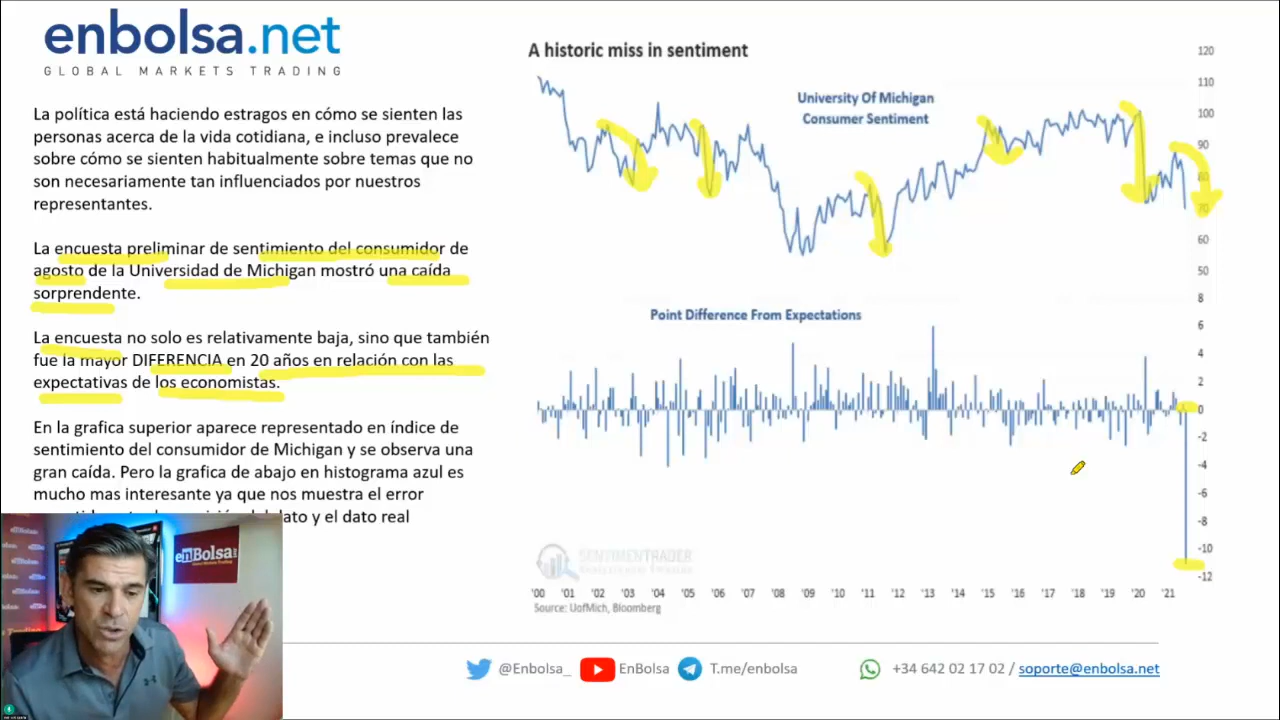 enbolsa.net
GLOBAL MARKETS TRADING
La política está haciendo estragos en cómo se sienten las
personas acerca de la vida cotidiana, e incluso prevalece
sobre cómo se sienten habitualmente sobre temas que no
son necesariamente tan influenciados por nuestros
representantes.
La encuesta preliminar de sentimiento del consumidor de
agosto de la Universidad de Michigan mostró una caída
sorprendente.
La encuesta no solo es relativamente baja, sino que también
fue la mayor DIFERENCIA en 20 años en relación con las
expectativas de los economistas.
En la grafica superior aparece representado en índice de
sentimiento del consumidor de Michigan y se observa una
gran caída. Pero la grafica de abajo en histograma azul es
mucho mas interesante ya que nos muestra el error
y el dato real
A historic miss in sentiment
University Of Michigan
Consumer Sentiment
120
110
100
90
80
70
60
50
Point Difference From Expectations
8
6
4
2
0
-2
-4
-6
-8
-10
-12
SENTIMENTRADER
'00 '01 '02 '03 '04 '05 '06 '07 '08 '09 '10 '11 '12 '13 '14 '15 '16 '17 '18 '19 '20 '21
Source: UofMich, Bloomberg
enBolsa
@Enbolsa_
EnBolsa
T.me/enbolsa
+34 642 02 17 02 / soporte@enbolsa.net